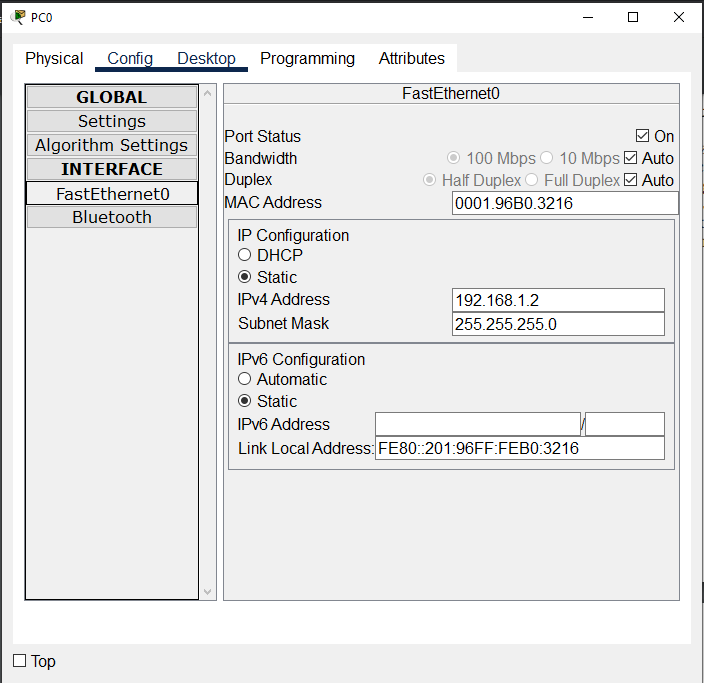 PC0
Physical Config Desktop Programming Attributes
GLOBAL
Settings
Algorithm Settings
INTERFACE
FastEthernet0
Bluetooth
FastEthernet0
Port Status On
Bandwidth 100 Mbps 10 Mbps Auto
Duplex Half Duplex Full Duplex Auto
MAC Address 0001.96B0.3216
IP Configuration
DHCP
Static
IPv4 Address 192.168.1.2
Subnet Mask 255.255.255.0
IPv6 Configuration
Automatic
Static
IPv6 Address /
Link Local Address: FE80::201:96FF:FEB0:3216
Top